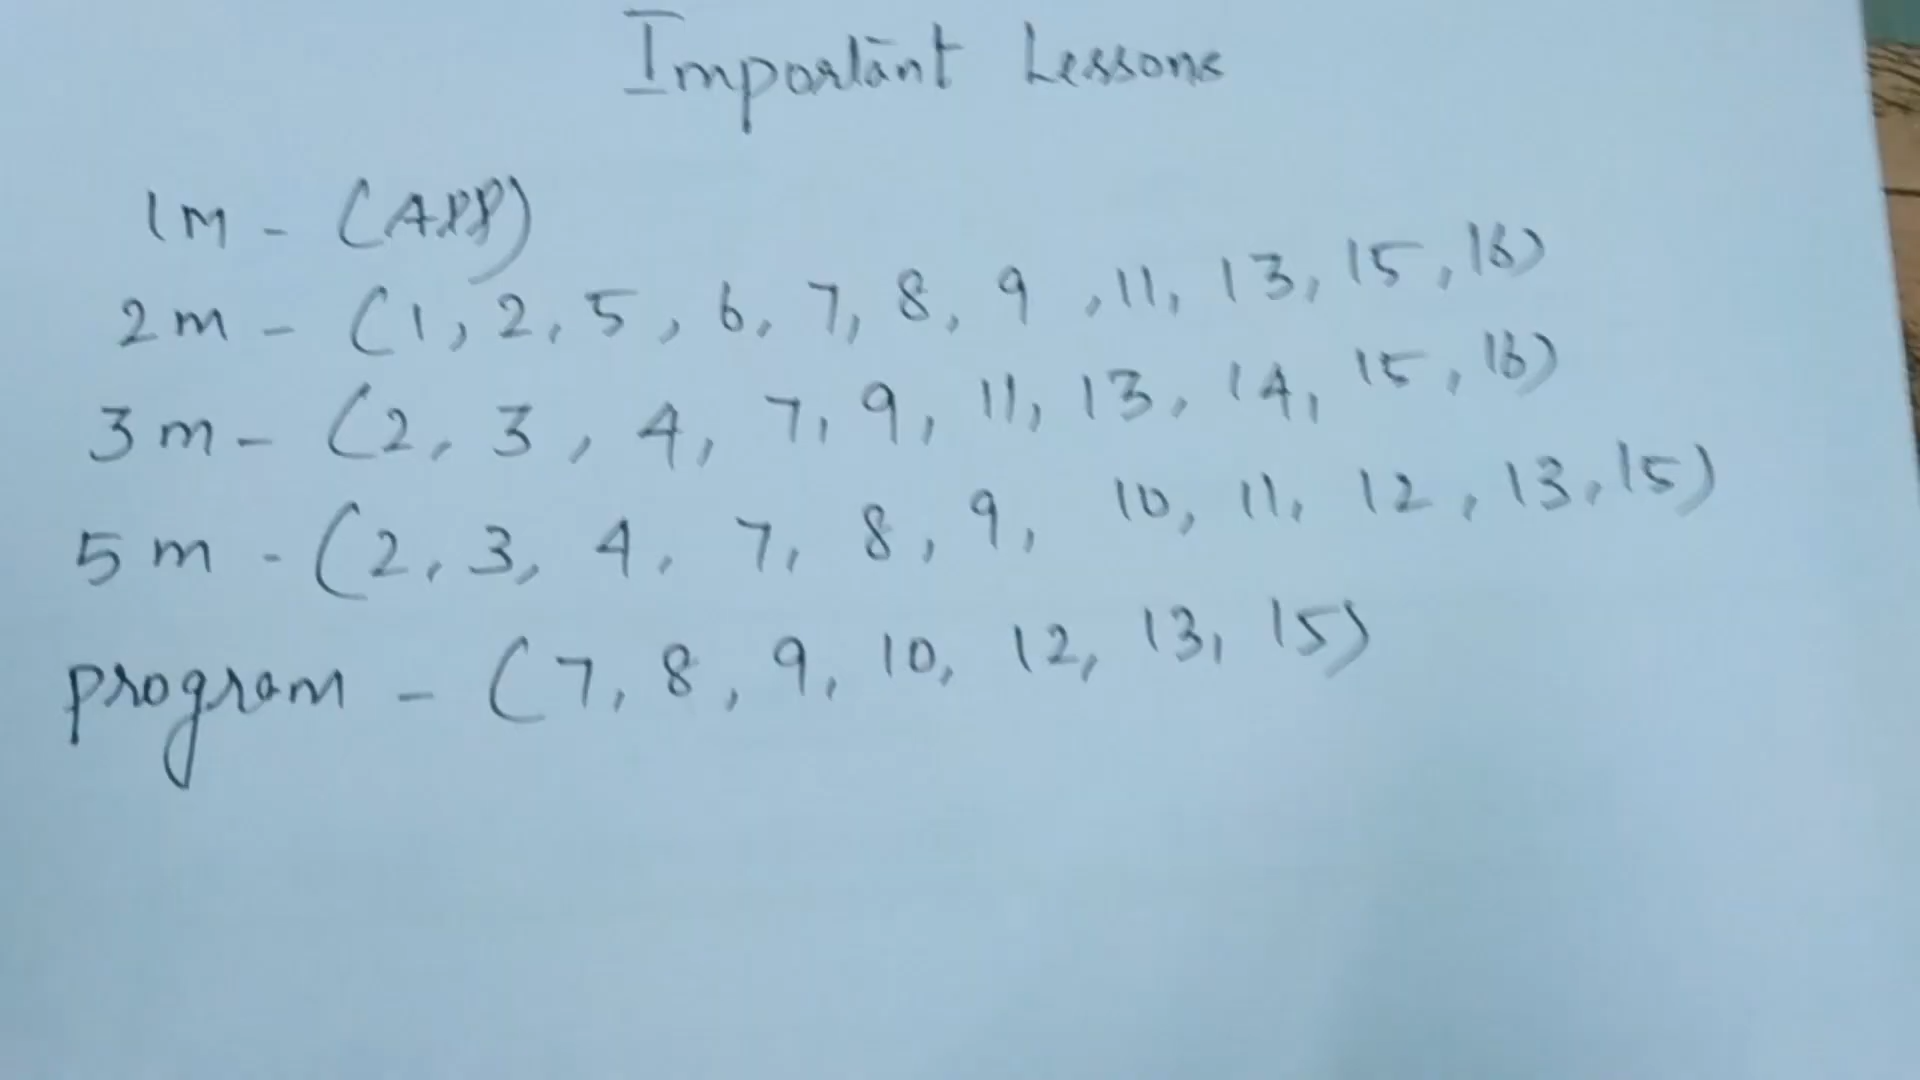 Important Lessons
1M - (APP)
2m - (1, 2, 5, 6, 7, 8, 9, 11, 13, 15, 16)
3m - (2, 3, 4, 7, 9, 11, 13, 14, 15, 16)
5m - (2, 3, 4, 7, 8, 9, 10, 11, 12, 13, 15)
program - (7, 8, 9, 10, 12, 13, 15)